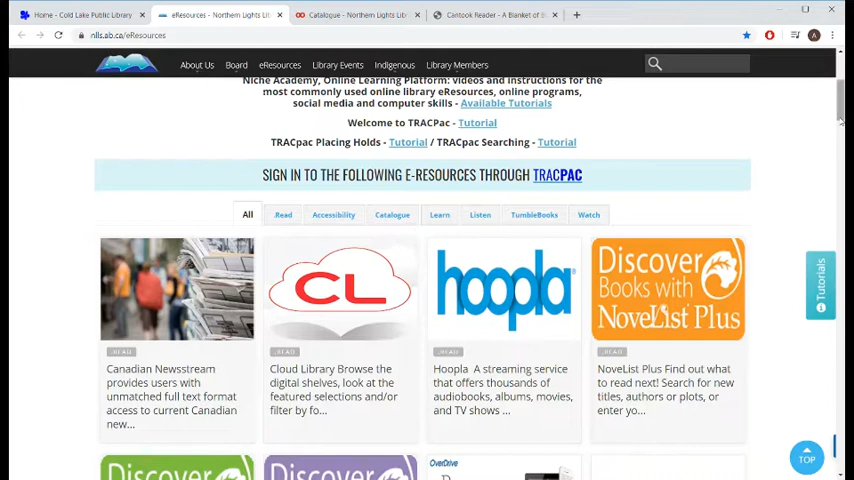 Home - Cold Lake Public Library
eResources - Northern Lights Lib
Catalogue - Northern Lights Libr
Cantook Reader - A Blanket of B
nlls.ab.ca/eResources
A
About Us Board eResources Library Events Indigenous Library Members
Niche Academy, Online Learning Platform: videos and instructions for the
most commonly used online library eResources, online programs,
social media and computer skills - Available Tutorials
Welcome to TRACPac - Tutorial
TRACpac Placing Holds - Tutorial / TRACpac Searching - Tutorial
SIGN IN TO THE FOLLOWING E-RESOURCES THROUGH TRACPAC
All .Read Accessibility Catalogue Learn Listen TumbleBooks Watch
CL
hoopla
Discover
Books with
NoveList Plus
Tutorials
.READ
Canadian Newsstream
provides users with
unmatched full text format
access to current Canadian
new...
.READ
Cloud Library Browse the
digital shelves, look at the
featured selections and/or
filter by fo...
.READ
Hoopla A streaming service
that offers thousands of
audiobooks, albums, movies,
and TV shows ...
.READ
NoveList Plus Find out what
to read next! Search for new
titles, authors or plots, or
enter yo...
Discover
Discover
OverDrive
TOP